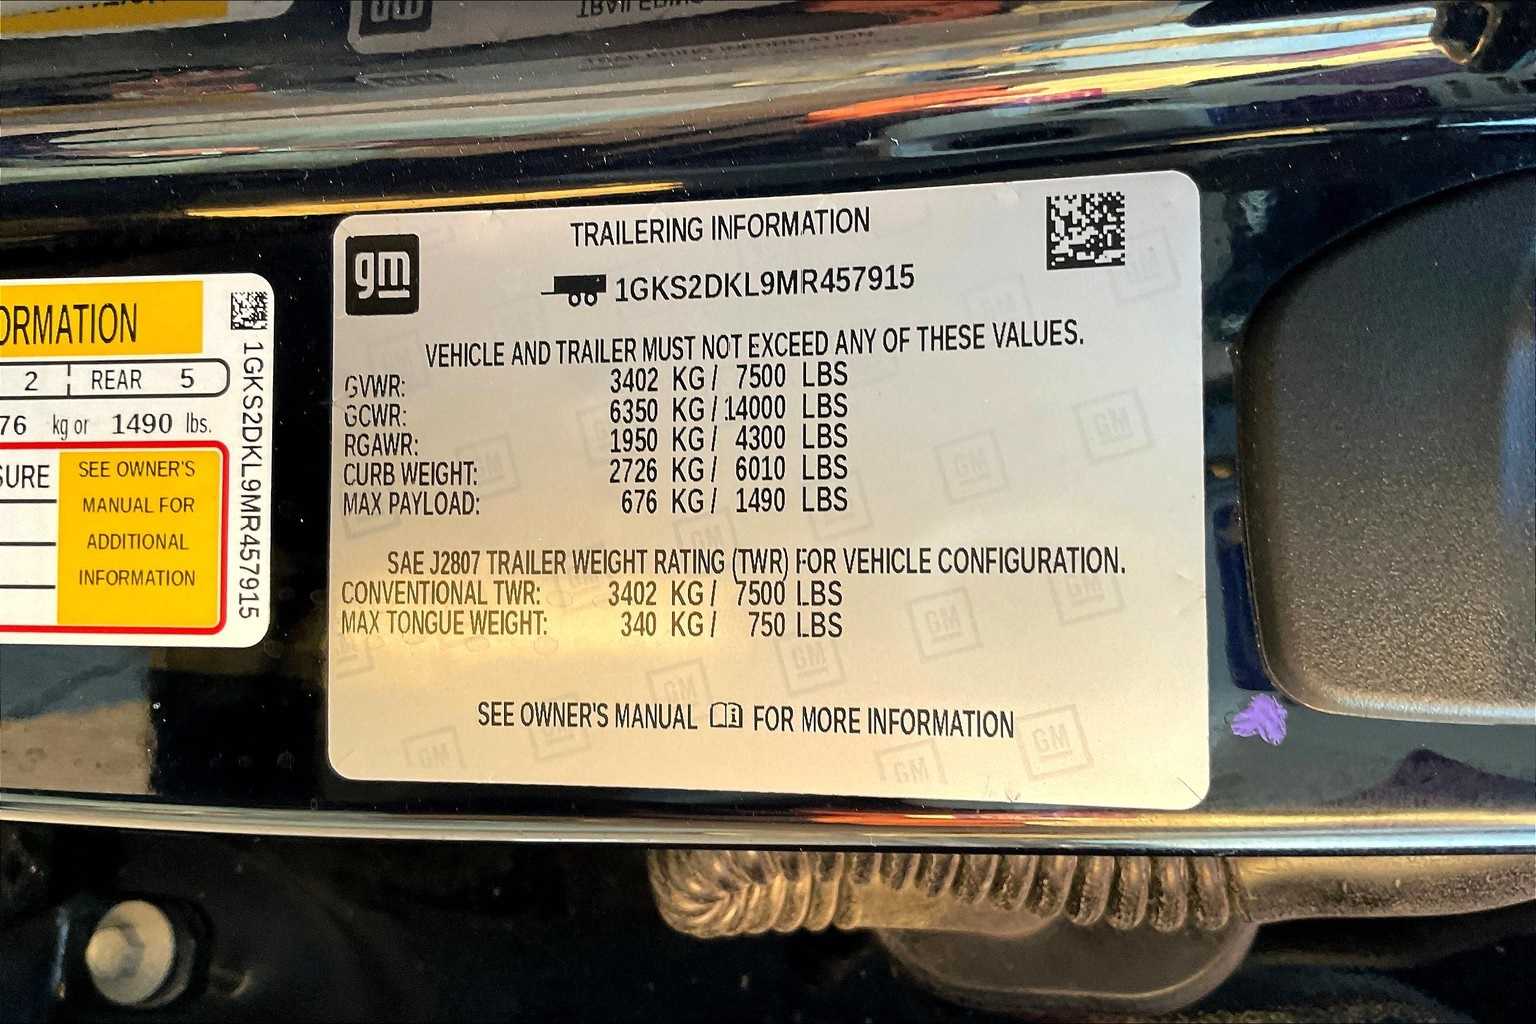 ORMATION
2 REAR 5
76 kg or 1490 lbs.
SURE
SEE OWNER'S
MANUAL FOR
ADDITIONAL
INFORMATION
1GKS2DKL9MR457915
gm
TRAILERING INFORMATION
1GKS2DKL9MR457915
VEHICLE AND TRAILER MUST NOT EXCEED ANY OF THESE VALUES.
GVWR: 3402 KG / 7500 LBS
GCWR: 6350 KG / 14000 LBS
RGAWR: 1950 KG / 4300 LBS
CURB WEIGHT: 2726 KG / 6010 LBS
MAX PAYLOAD: 676 KG / 1490 LBS
SAE J2807 TRAILER WEIGHT RATING (TWR) FOR VEHICLE CONFIGURATION.
CONVENTIONAL TWR: 3402 KG / 7500 LBS
MAX TONGUE WEIGHT: 340 KG / 750 LBS
SEE OWNER'S MANUAL FOR MORE INFORMATION